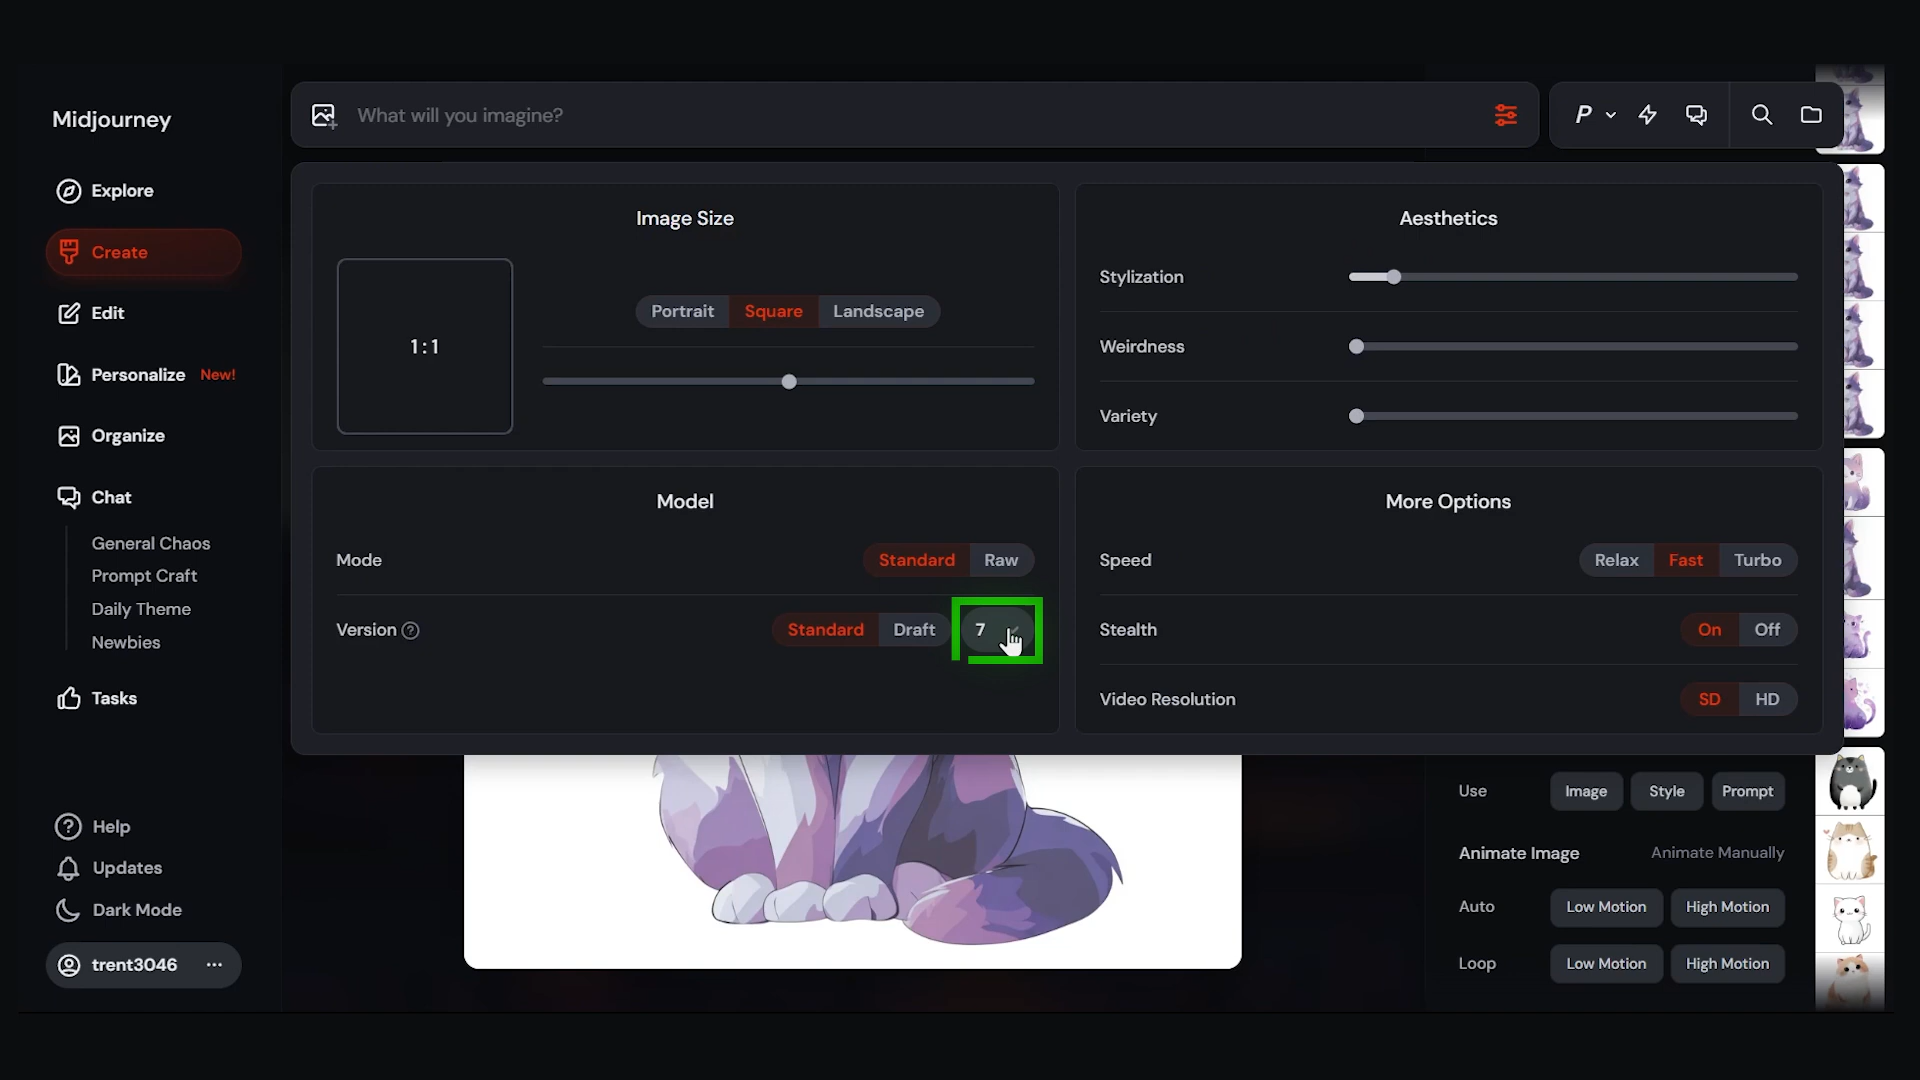 Midjourney
Explore
Create
Edit
Personalize New!
Organize
Chat
General Chaos
Prompt Craft
Daily Theme
Newbies
Tasks
Help
Updates
Dark Mode
trent3046 ...
What will you imagine?
P
Image Size
1:1
Portrait Square Landscape
Aesthetics
Stylization
Weirdness
Variety
Model
Mode Standard Raw
Version ? Standard Draft 7
More Options
Speed Relax Fast Turbo
Stealth On Off
Video Resolution SD HD
Use Image Style Prompt
Animate Image Animate Manually
Auto Low Motion High Motion
Loop Low Motion High Motion